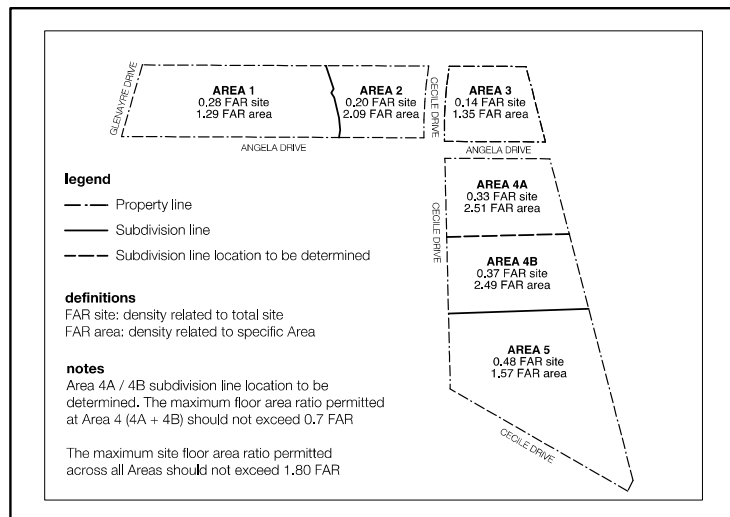 GLENAYRE DRIVE
AREA 1
0.28 FAR site
1.29 FAR area
AREA 2
0.20 FAR site
2.09 FAR area
CECILE DRIVE
AREA 3
0.14 FAR site
1.35 FAR area
ANGELA DRIVE
ANGELA DRIVE
legend
Property line
Subdivision line
Subdivision line location to be determined
CECILE DRIVE
AREA 4A
0.33 FAR site
2.51 FAR area
AREA 4B
0.37 FAR site
2.49 FAR area
definitions
FAR site: density related to total site
FAR area: density related to specific Area
AREA 5
0.48 FAR site
1.57 FAR area
CECILE DRIVE
notes
Area 4A / 4B subdivision line location to be
determined. The maximum floor area ratio permitted
at Area 4 (4A + 4B) should not exceed 0.7 FAR
The maximum site floor area ratio permitted
across all Areas should not exceed 1.80 FAR